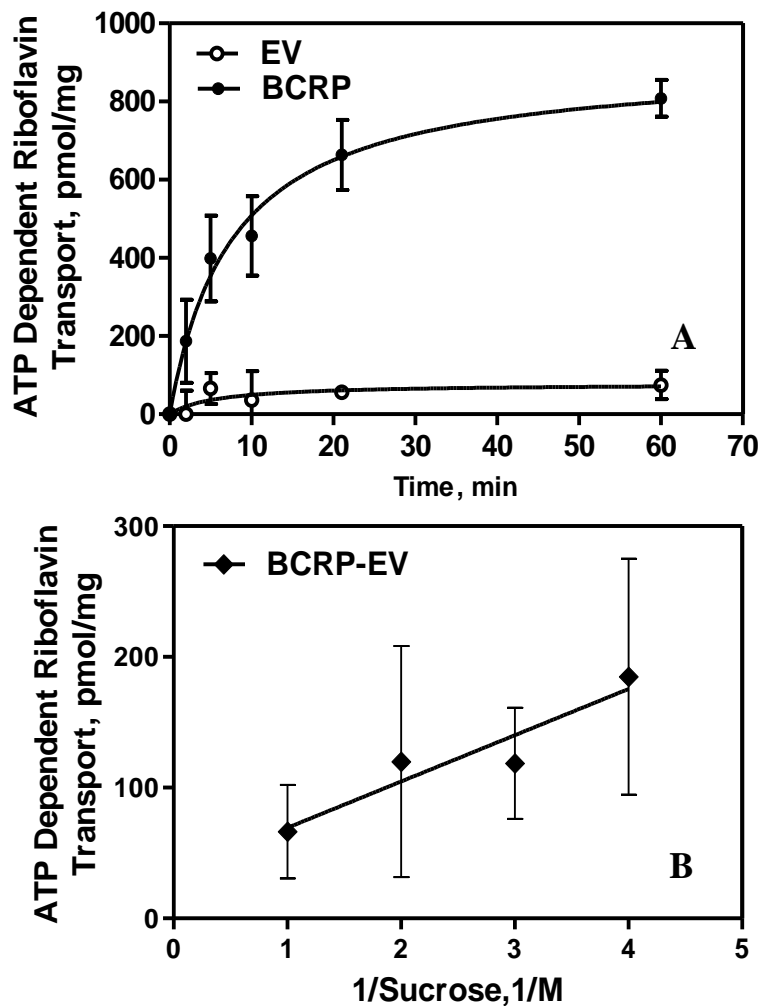 ATP Dependent Riboflavin
Transport, pmol/mg
1000
800
600
400
200
0
EV
BCRP
A
0 10 20 30 40 50 60 70
Time, min
ATP Dependent Riboflavin
Transport, pmol/mg
300
200
100
0
BCRP-EV
B
0 1 2 3 4 5
1/Sucrose,1/M